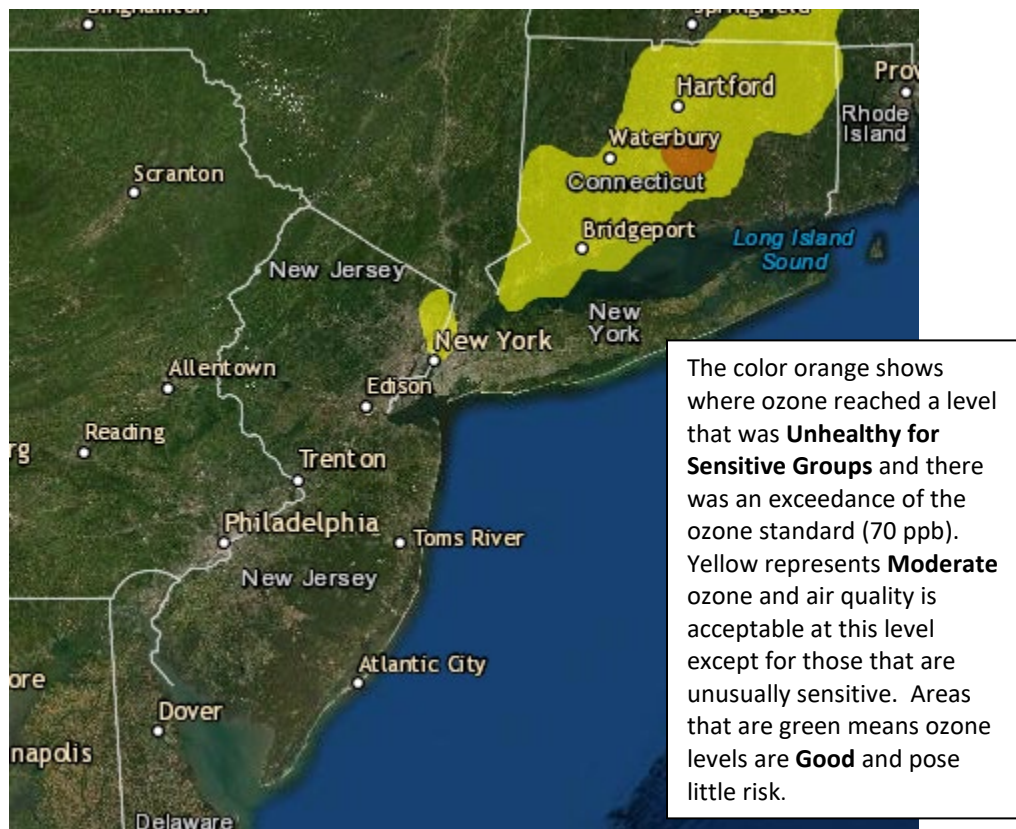 Binghamton
Springfield
Hartford
Prov
Rhode
Island
Waterbury
Scranton
Connecticut
Bridgeport
Long Island
Sound
New Jersey
New
York
New York
Allentown
Edison
Reading
rg
Trenton
Philadelphia
Toms River
New Jersey
Atlantic City
ore
Dover
napolis
Delaware
The color orange shows
where ozone reached a level
that was Unhealthy for
Sensitive Groups and there
was an exceedance of the
ozone standard (70 ppb).
Yellow represents Moderate
ozone and air quality is
acceptable at this level
except for those that are
unusually sensitive.  Areas
that are green means ozone
levels are Good and pose
little risk.